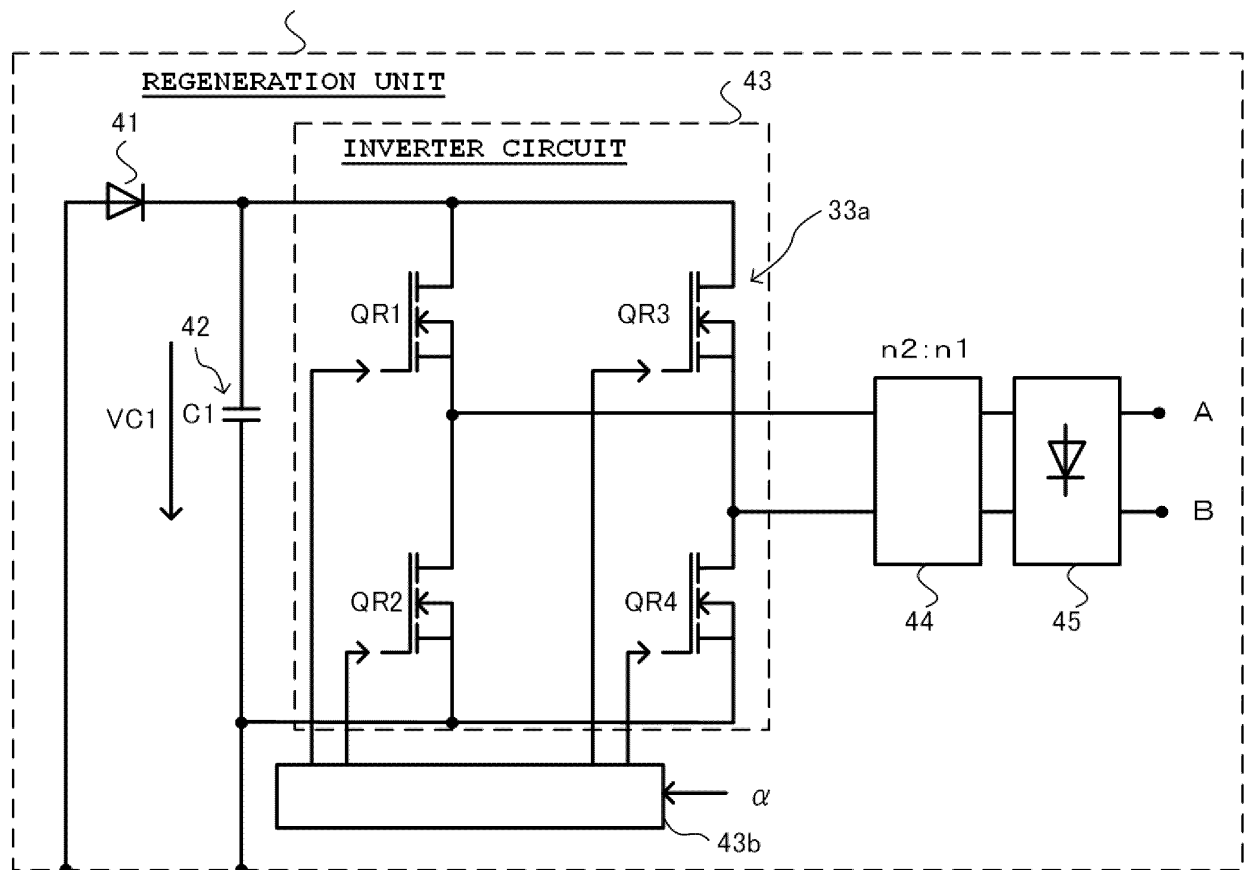 REGENERATION UNIT
43
41
INVERTER CIRCUIT
33a
QR1
QR3
42
n2:n1
VC1
C1
A
B
QR2
QR4
44
45
α
43b